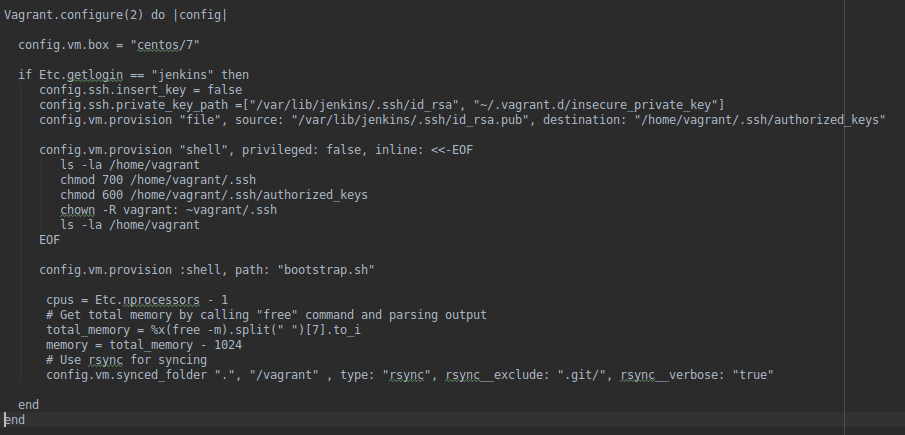 Vagrant.configure(2) do |config|
config.vm.box = "centos/7"
if Etc.getlogin == "jenkins" then
config.ssh.insert_key = false
config.ssh.private_key_path =["/var/lib/jenkins/.ssh/id_rsa", "~/.vagrant.d/insecure_private_key"]
config.vm.provision "file", source: "/var/lib/jenkins/.ssh/id_rsa.pub", destination: "/home/vagrant/.ssh/authorized_keys"
config.vm.provision "shell", privileged: false, inline: <<-EOF
ls -la /home/vagrant
chmod 700 /home/vagrant/.ssh
chmod 600 /home/vagrant/.ssh/authorized_keys
chown -R vagrant: ~vagrant/.ssh
ls -la /home/vagrant
EOF
config.vm.provision :shell, path: "bootstrap.sh"
cpus = Etc.nprocessors - 1
# Get total memory by calling "free" command and parsing output
total_memory = %x(free -m).split(" ")[7].to_i
memory = total_memory - 1024
# Use rsync for syncing
config.vm.synced_folder ".", "/vagrant" , type: "rsync", rsync__exclude: ".git/", rsync__verbose: "true"
end
end